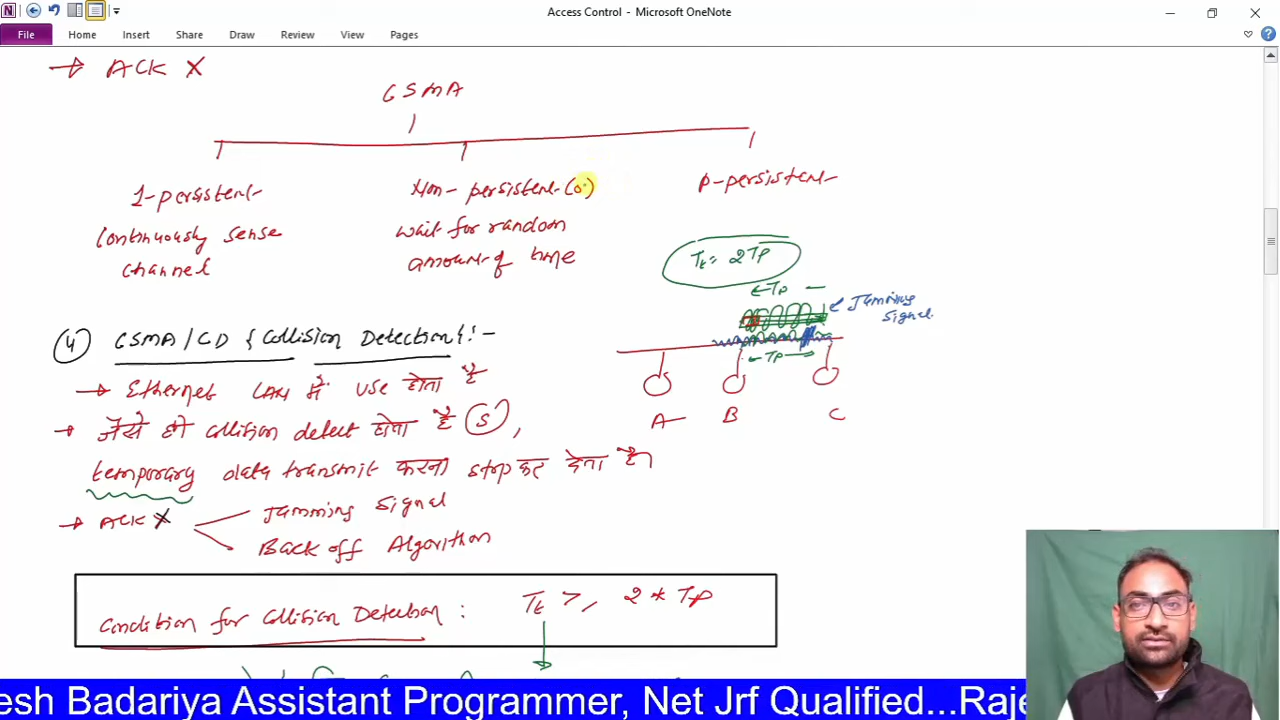 Access Control - Microsoft OneNote
File Home Insert Share Draw Review View Pages
→ ACK X
CSMA
1-persistent Non-persistent (0) p-persistent
continuously sense channel
wait for random amount of time
Tt = 2TP
←TP
Jamming Signal
←TP→
A B C
(4) CSMA/CD {Collision Detection}:-
→ Ethernet LAN में use होता है
→ जैसे ही collision detect होता है (S),
temporary data transmit करना stop कर देता है।
→ ACK X
Jamming Signal
Back off Algorithm
Condition for Collision Detection : Tt >, 2 * TP
esh Badariya Assistant Programmer, Net Jrf Qualified...Raje